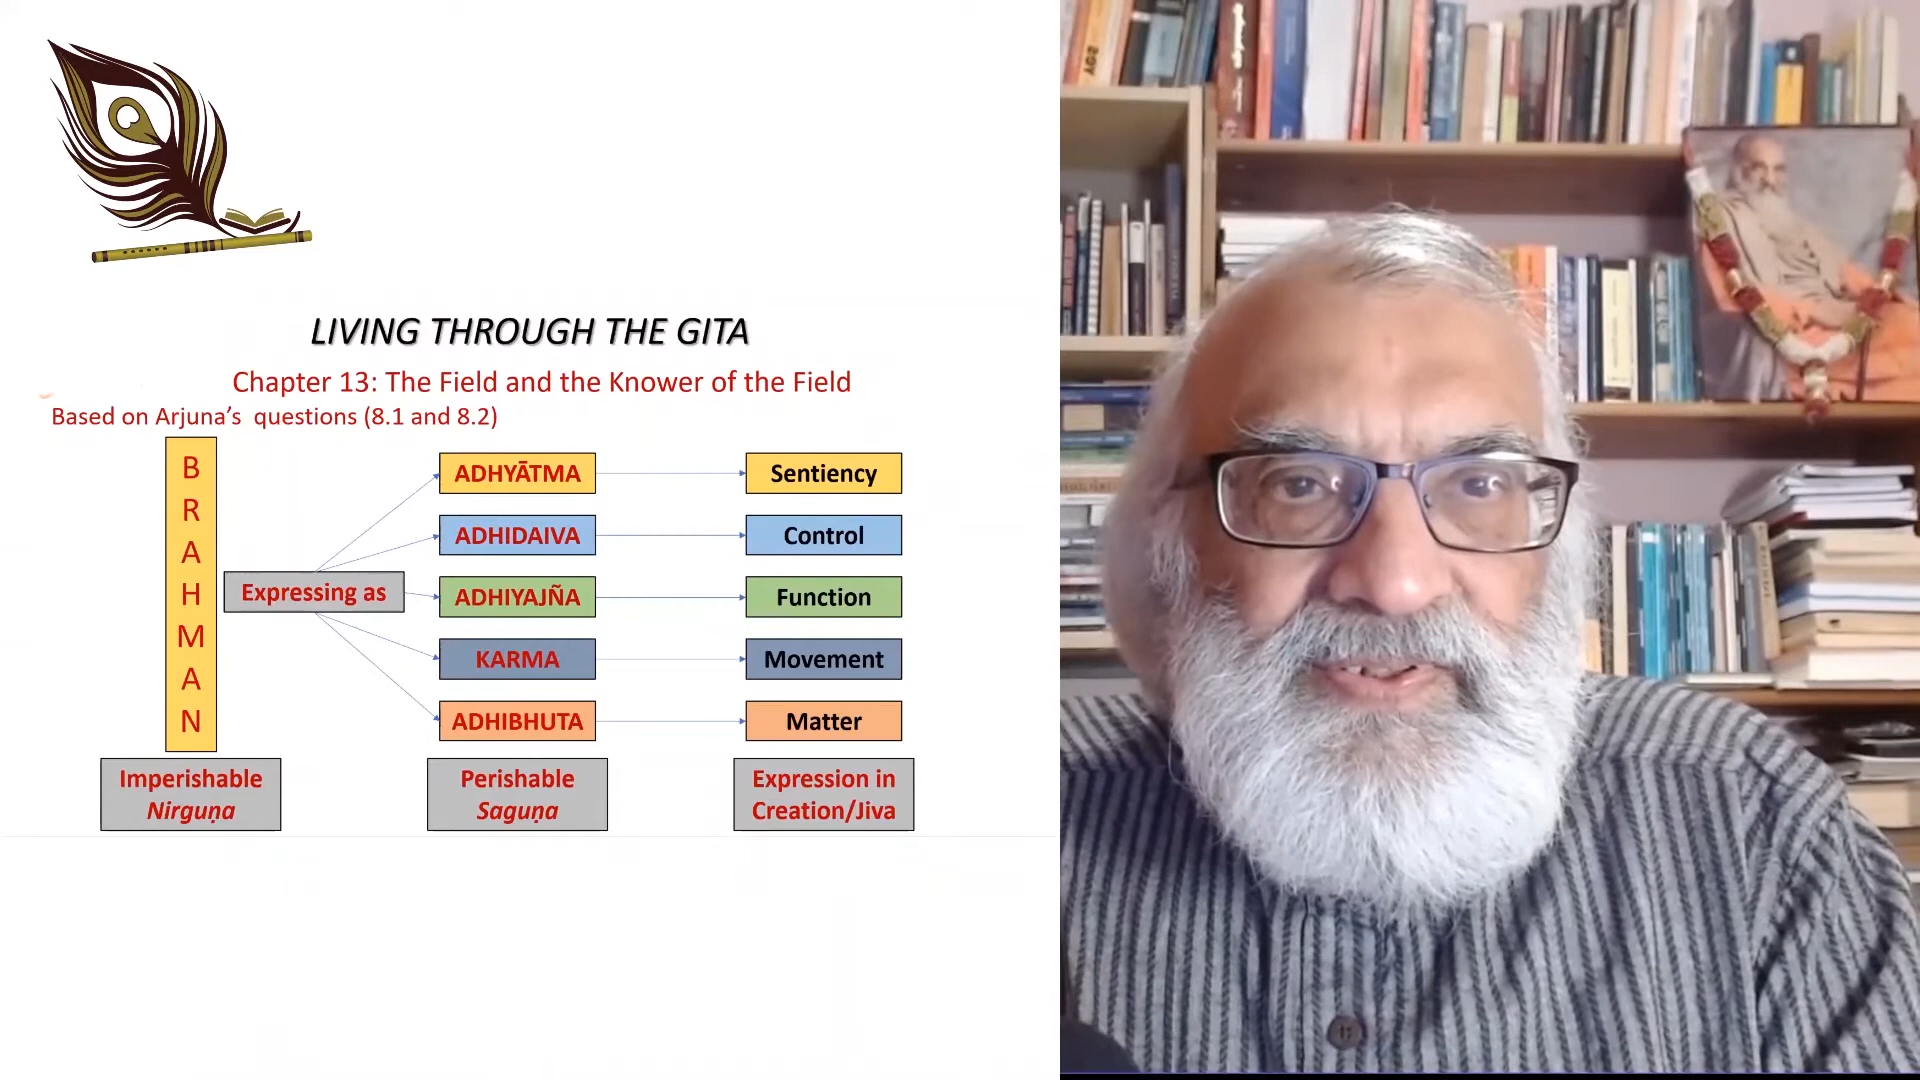 LIVING THROUGH THE GITA
Chapter 13: The Field and the Knower of the Field
Based on Arjuna’s questions (8.1 and 8.2)
BRAHMAN
Expressing as
ADHYĀTMA
Sentiency
ADHIDAIVA
Control
ADHIYAJÑA
Function
KARMA
Movement
ADHIBHUTA
Matter
Imperishable
Nirguṇa
Perishable
Saguṇa
Expression in
Creation/Jiva